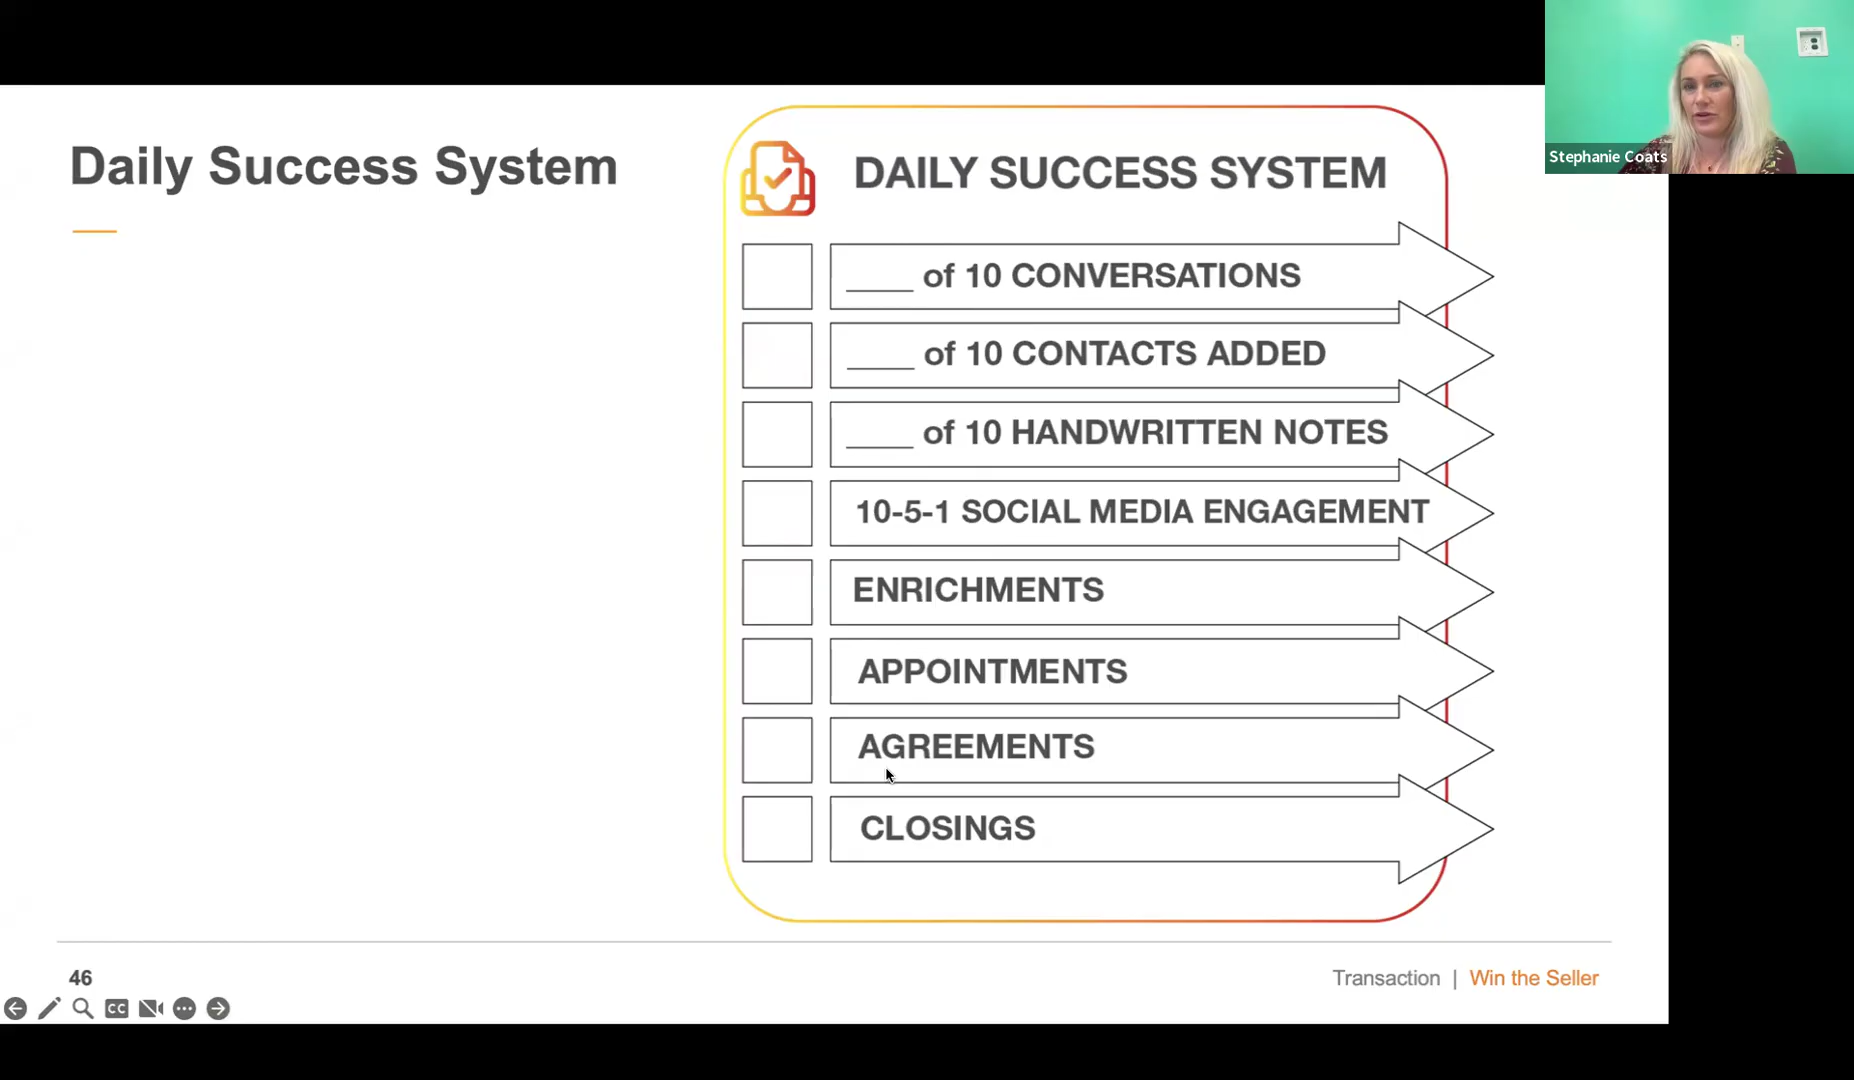 Daily Success System
DAILY SUCCESS SYSTEM
____ of 10 CONVERSATIONS
____ of 10 CONTACTS ADDED
____ of 10 HANDWRITTEN NOTES
10-5-1 SOCIAL MEDIA ENGAGEMENT
ENRICHMENTS
APPOINTMENTS
AGREEMENTS
CLOSINGS
46
Transaction | Win the Seller
CC
Stephanie Coats